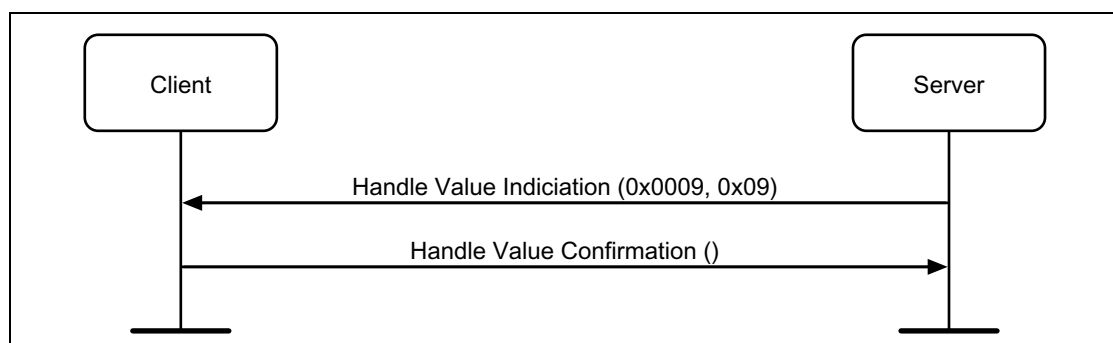 Client
Server
Handle Value Indiciation (0x0009, 0x09)
Handle Value Confirmation ()